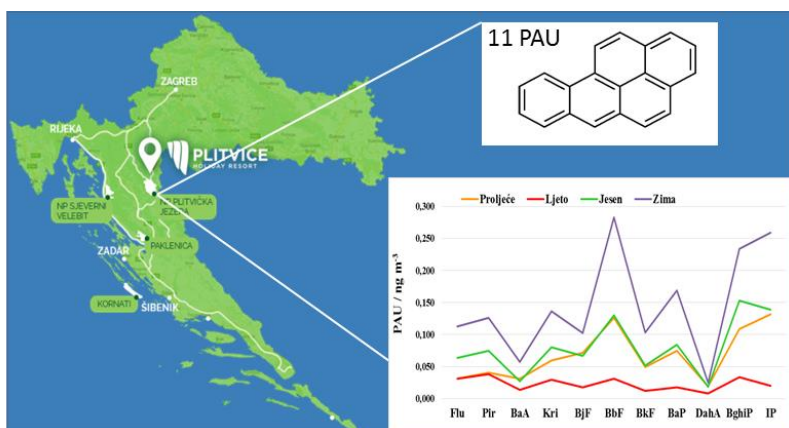 11 PAU
ZAGREB
RIJEKA
PLITVICE
HOLIDAY RESORT
NP SJEVERNI
VELEBIT
NP PLITVIČKA
JEZERA
PAKLENICA
ZADAR
KORNATI
ŠIBENIK
Proljeće Ljeto Jesen Zima
PAU / ng m-3
0,300
0,250
0,200
0,150
0,100
0,050
0,000
Flu Pir BaA Kri BjF BbF BkF BaP DahA BghiP IP